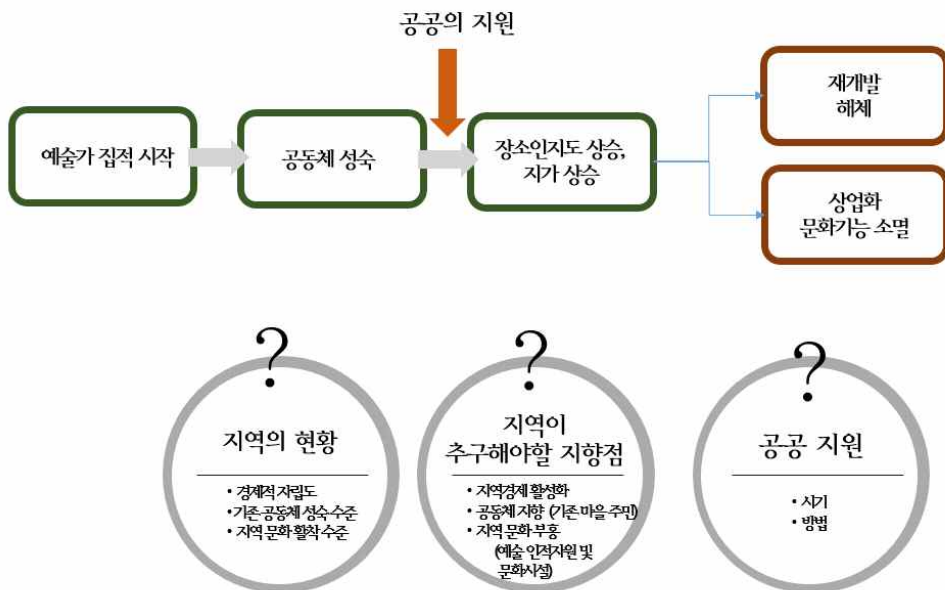 공공의 지원
예술가 집적 시작
공동체 성숙
장소인지도 상승,
지가 상승
재개발
해체
상업화
문화기능 소멸
?
지역의 현황
• 경제적 자립도
• 기존 공동체 성숙 수준
• 지역 문화 활착 수준
?
지역이
추구해야할 지향점
• 지역경제 활성화
• 공동체 지향 (기존 마을 주민)
• 지역 문화 부흥
(예술 인적자원 및
문화시설)
?
공공 지원
• 시기
• 방법